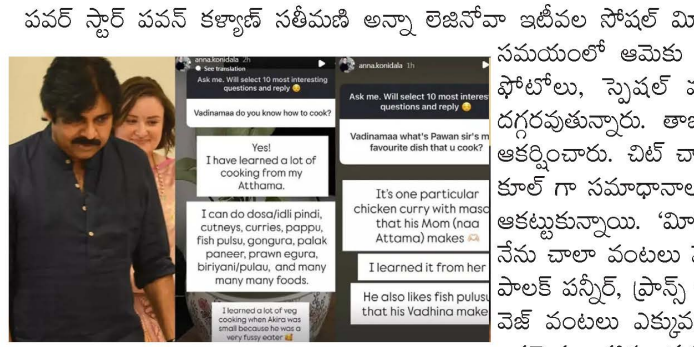 పవర్ స్టార్ పవన్ కళ్యాణ్ సతీమణి అన్నా లెజినోవా ఇటీవల సోషల్ మి
సమయంలో ఆమెకు
ఫోటోలు, స్పెషల్
దగ్గరవుతున్నారు.
ఆకర్షించారు. చిట్
కూల్ గా సమాధానాల
ఆకట్టుకున్నాయి.
నేను చాలా వంటలు
పాలక్ పన్నీర్, ప్రాన్స్
వెజ్ వంటలు ఎక్కువ
anna.konidala 2h
See translation
Ask me. Will select 10 most interesting
questions and reply 😊
Vadinamaa do you know how to cook?
Yes!
I have learned a lot of
cooking from my
Atthama.
I can do dosa/idli pindi,
cutneys, curries, pappu,
fish pulsu, gongura, palak
paneer, prawn egura,
biriyani/pulau, and many
many many foods.
I learned a lot of veg
cooking when Akira was
small because he was a
very fussy eater 🥰
anna.konidala 1h
Ask me. Will select 10 most interes
questions and reply 😊
Vadinamaa what's Pawan sir's m
favourite dish that u cook?
It's one particular
chicken curry with masc
that his Mom (naa
Attama) makes 🫶🏻
I learned it from her
He also likes fish pulusu
that his Vadhina make